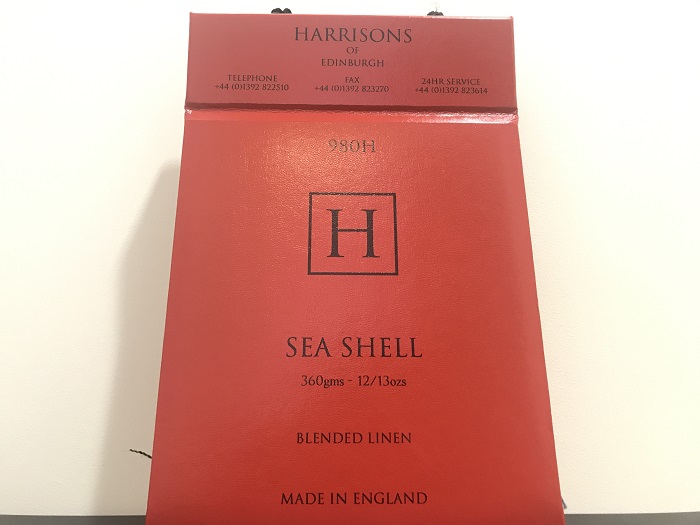 HARRISONS
OF
EDINBURGH
TELEPHONE
+44 (0)1392 822510
FAX
+44 (0)1392 823270
24HR SERVICE
+44 (0)1392 823614
980H
H
SEA SHELL
360gms - 12/13ozs
BLENDED LINEN
MADE IN ENGLAND